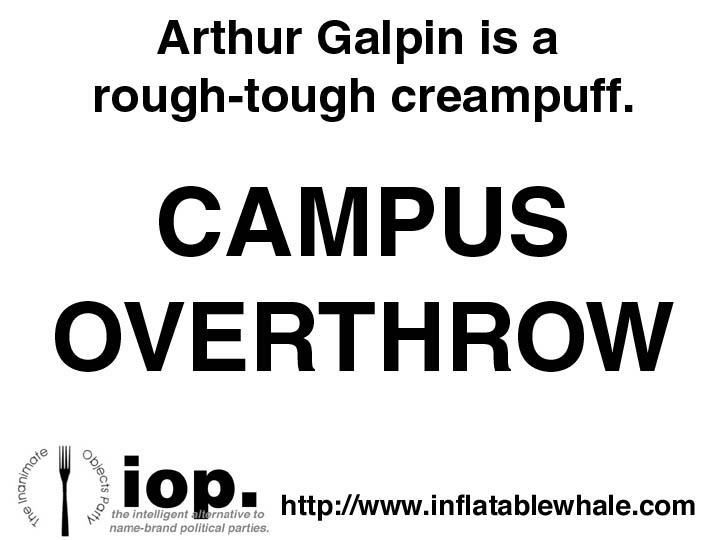 Arthur Galpin is a
rough-tough creampuff.
CAMPUS
OVERTHROW
The Inanimate Objects Party
iop.
the intelligent alternative to
name-brand political parties.
http://www.inflatablewhale.com